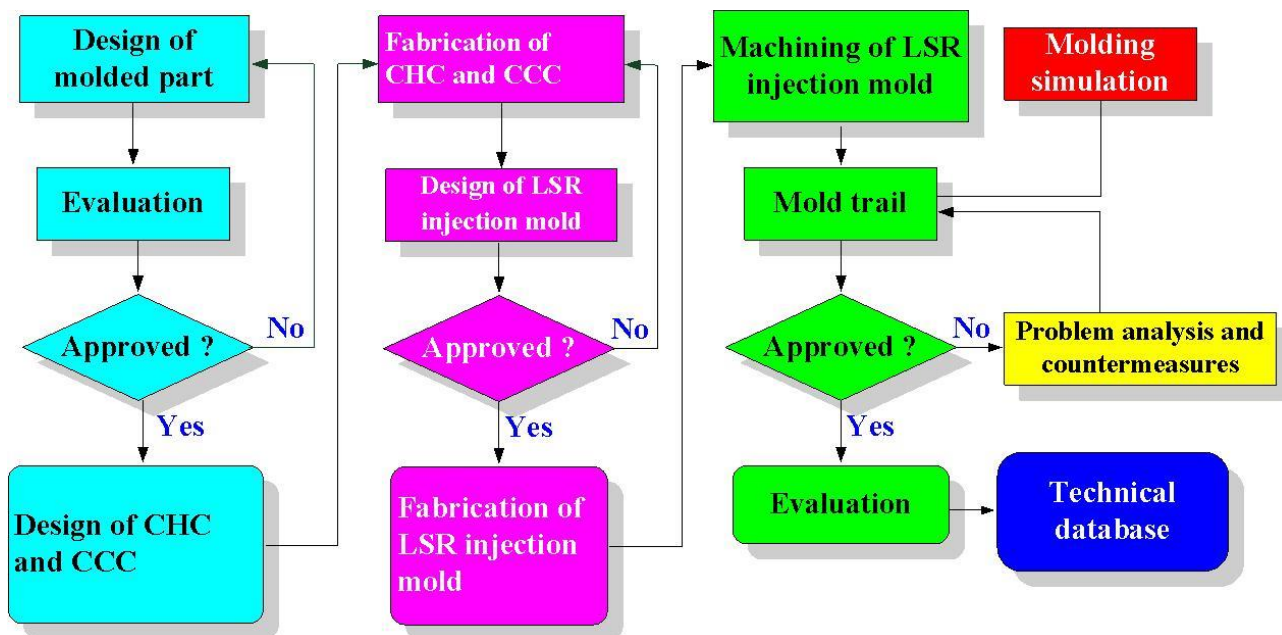 Design of
molded part
Evaluation
Approved ?
No
Yes
Design of CHC
and CCC
Fabrication of
CHC and CCC
Design of LSR
injection mold
Approved ?
No
Yes
Fabrication of
LSR injection
mold
Machining of LSR
injection mold
Molding
simulation
Mold trail
Approved ?
No
Problem analysis and
countermeasures
Yes
Evaluation
Technical
database